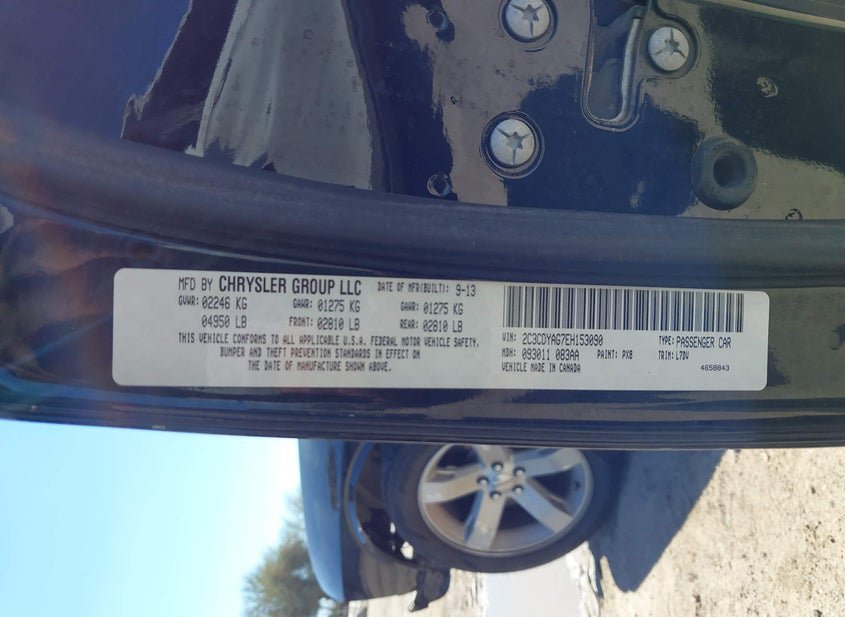 MFD BY CHRYSLER GROUP LLC DATE OF MFR(BUILT): 9-13
GVWR: 02246 KG GAWR: 01275 KG GAWR: 01275 KG
04950 LB FRONT: 02810 LB REAR: 02810 LB
THIS VEHICLE CONFORMS TO ALL APPLICABLE U.S.A. FEDERAL MOTOR VEHICLE SAFETY,
BUMPER AND THEFT PREVENTION STANDARDS IN EFFECT ON
THE DATE OF MANUFACTURE SHOWN ABOVE.
VIN: 2C3CDYAG7EH153090 TYPE: PASSENGER CAR
MDH: 093011 083AA PAINT: PX8 TRIM: L7DV
VEHICLE MADE IN CANADA 4658843